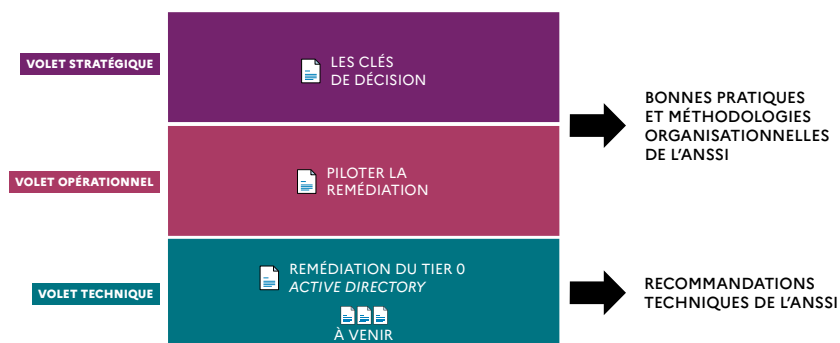 VOLET STRATÉGIQUE
LES CLÉS
DE DÉCISION
BONNES PRATIQUES
ET MÉTHODOLOGIES
ORGANISATIONNELLES
DE L'ANSSI
VOLET OPÉRATIONNEL
PILOTER LA
REMÉDIATION
VOLET TECHNIQUE
REMÉDIATION DU TIER 0
ACTIVE DIRECTORY
À VENIR
RECOMMANDATIONS
TECHNIQUES DE L'ANSSI